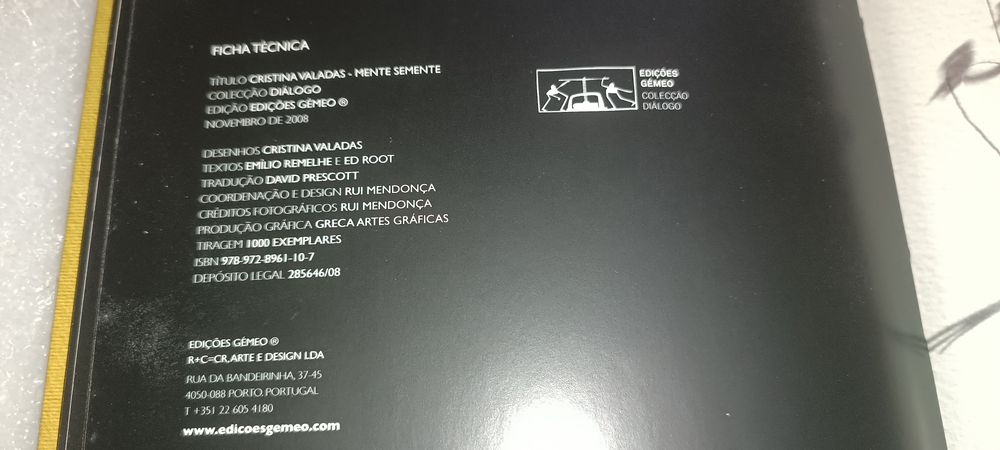 FICHA TÉCNICA
TÍTULO CRISTINA VALADAS - MENTE SEMENTE
COLECÇÃO DIÁLOGO
EDIÇÃO EDIÇÕES GÉMEO ®
NOVEMBRO DE 2008
DESENHOS CRISTINA VALADAS
TEXTOS EMÍLIO REMELHE E ED ROOT
TRADUÇÃO DAVID PRESCOTT
COORDENAÇÃO E DESIGN RUI MENDONÇA
CRÉDITOS FOTOGRÁFICOS RUI MENDONÇA
PRODUÇÃO GRÁFICA GRECA ARTES GRÁFICAS
TIRAGEM 1000 EXEMPLARES
ISBN 978-972-8961-10-7
DEPÓSITO LEGAL 285646/08
EDIÇÕES GÉMEO ®
R+C=CR, ARTE E DESIGN LDA
RUA DA BANDEIRINHA, 37-45
4050-088 PORTO. PORTUGAL
T +351 22 605 4180
www.edicoesgemeo.com
EDIÇÕES
GÉMEO
COLECÇÃO
DIÁLOGO